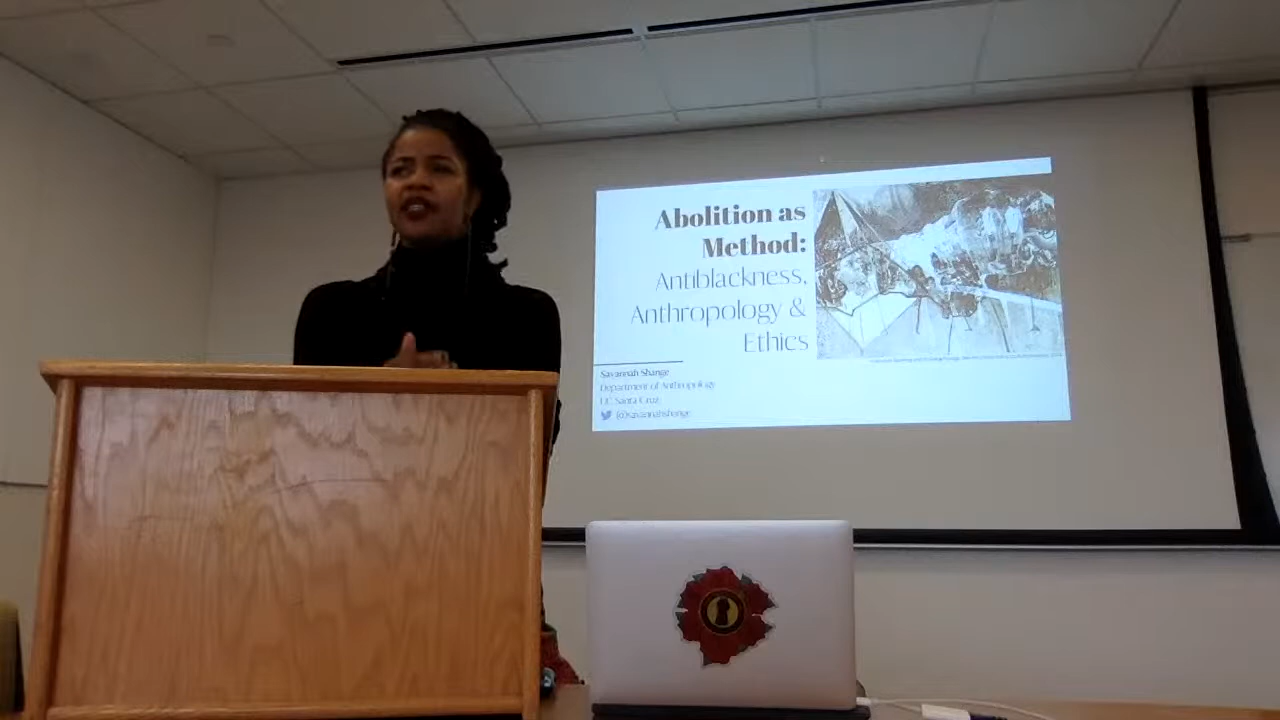 Abolition as
Method:
Antiblackness,
Anthropology &
Ethics
Savannah Shange
Department of Anthropology
UC Santa Cruz
@savannahshange